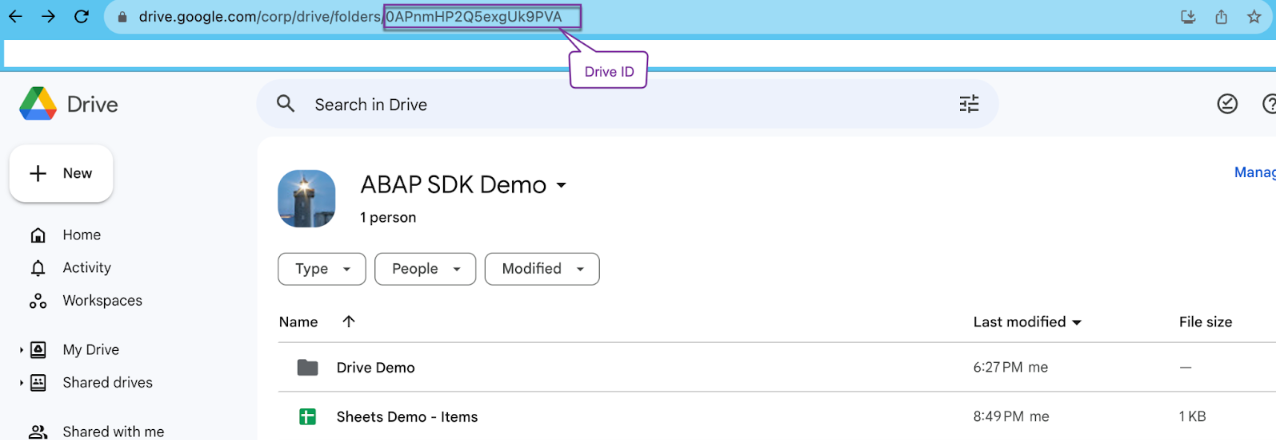 drive.google.com/corp/drive/folders/0APnmHP2Q5exgUk9PVA
Drive ID
Drive
Search in Drive
New
ABAP SDK Demo
Manag
1 person
Home
Activity
Workspaces
My Drive
Shared drives
Shared with me
Type People Modified
Name Last modified File size
Drive Demo 6:27 PM me —
Sheets Demo - Items 8:49 PM me 1 KB